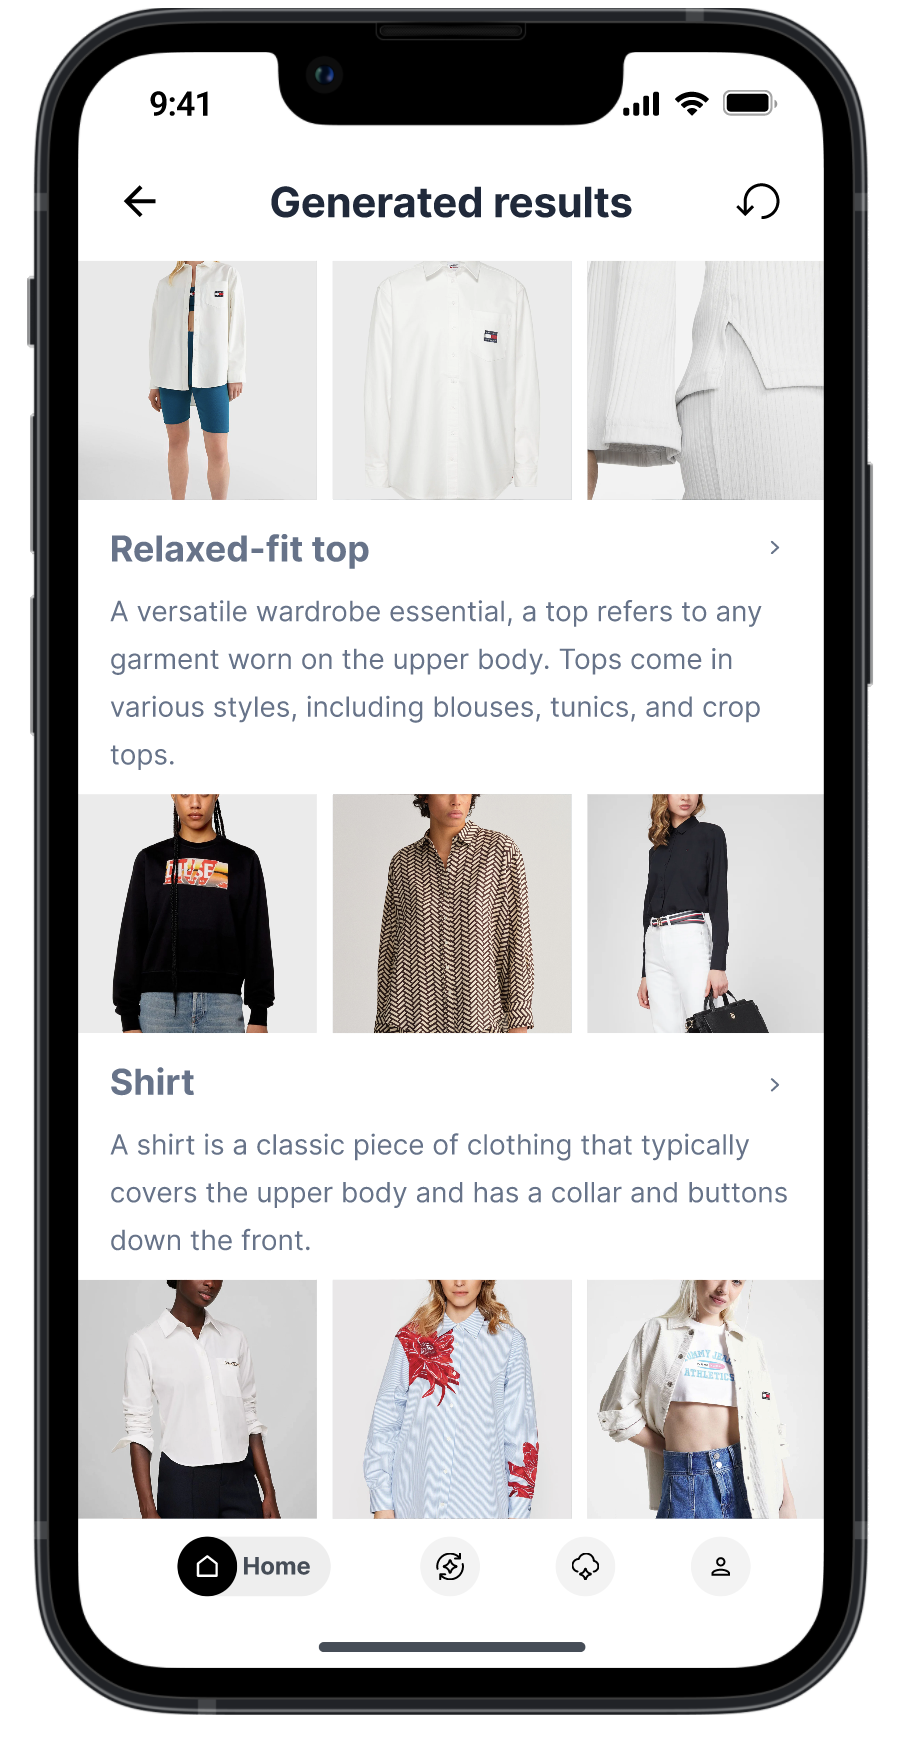 9:41
Generated results
Relaxed-fit top
A versatile wardrobe essential, a top refers to any
garment worn on the upper body. Tops come in
various styles, including blouses, tunics, and crop
tops.
Shirt
A shirt is a classic piece of clothing that typically
covers the upper body and has a collar and buttons
down the front.
ATHLETICS
Home